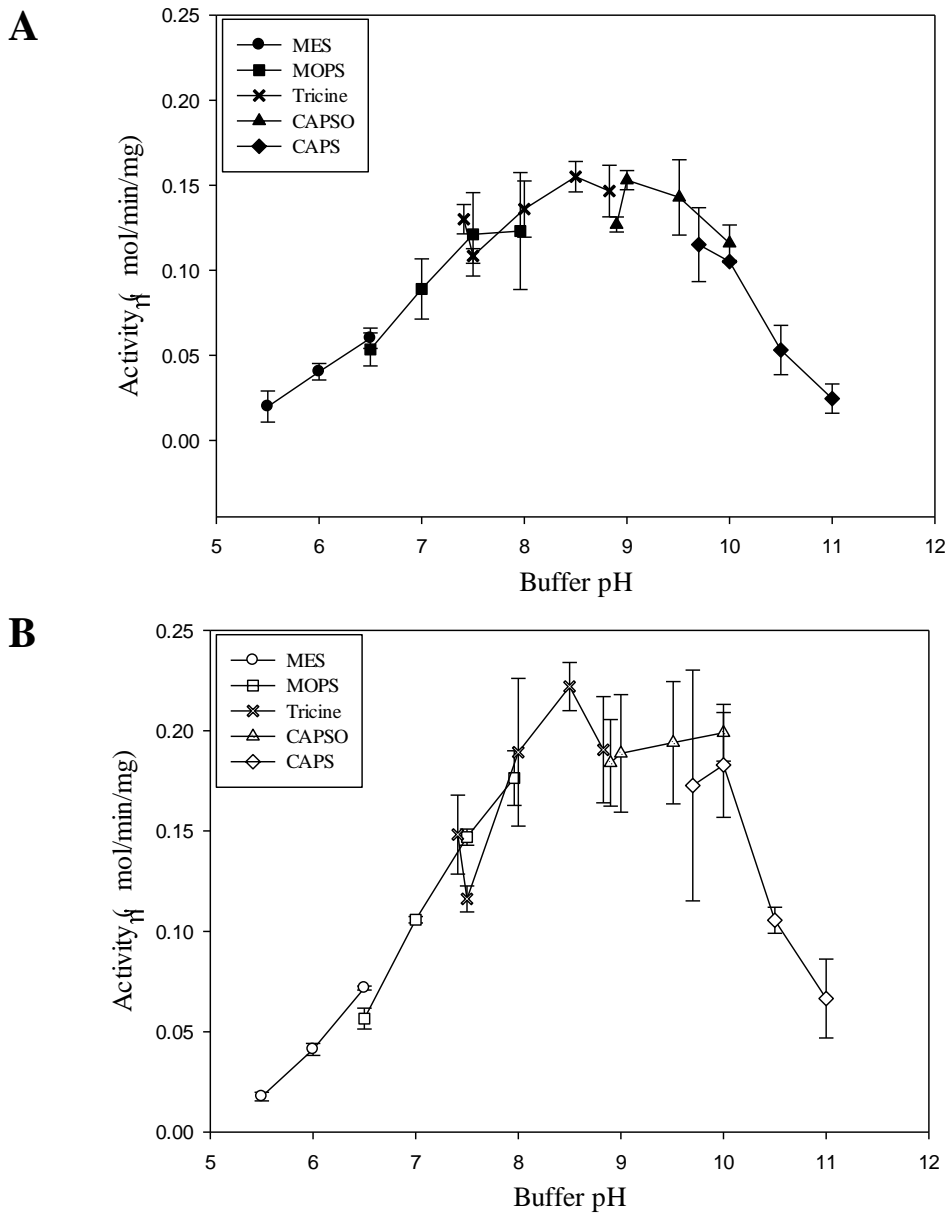 A
0.25
0.20
0.15
0.10
0.05
0.00
Activity ( mol/min/mg)
MES
MOPS
Tricine
CAPSO
CAPS
5 6 7 8 9 10 11 12
Buffer pH
B
0.25
0.20
0.15
0.10
0.05
0.00
Activity ( mol/min/mg)
MES
MOPS
Tricine
CAPSO
CAPS
5 6 7 8 9 10 11 12
Buffer pH